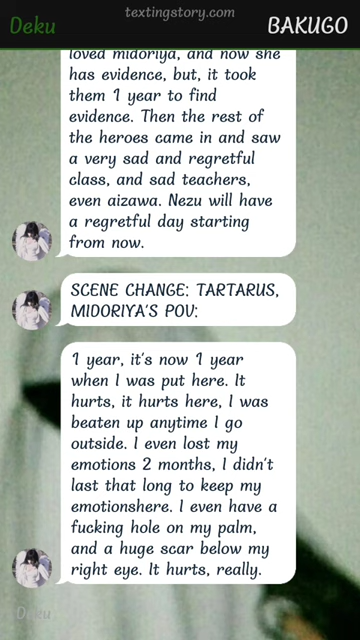 textingstory.com
Deku BAKUGO
loved midoriya, and now she
has evidence, but, it took
them 1 year to find
evidence. Then the rest of
the heroes came in and saw
a very sad and regretful
class, and sad teachers,
even aizawa. Nezu will have
a regretful day starting
from now.
SCENE CHANGE: TARTARUS,
MIDORIYA'S POV:
1 year, it's now 1 year
when I was put here. It
hurts, it hurts here, I was
beaten up anytime I go
outside. I even lost my
emotions 2 months, I didn't
last that long to keep my
emotionshere. I even have a
fucking hole on my palm,
and a huge scar below my
right eye. It hurts, really.
Deku